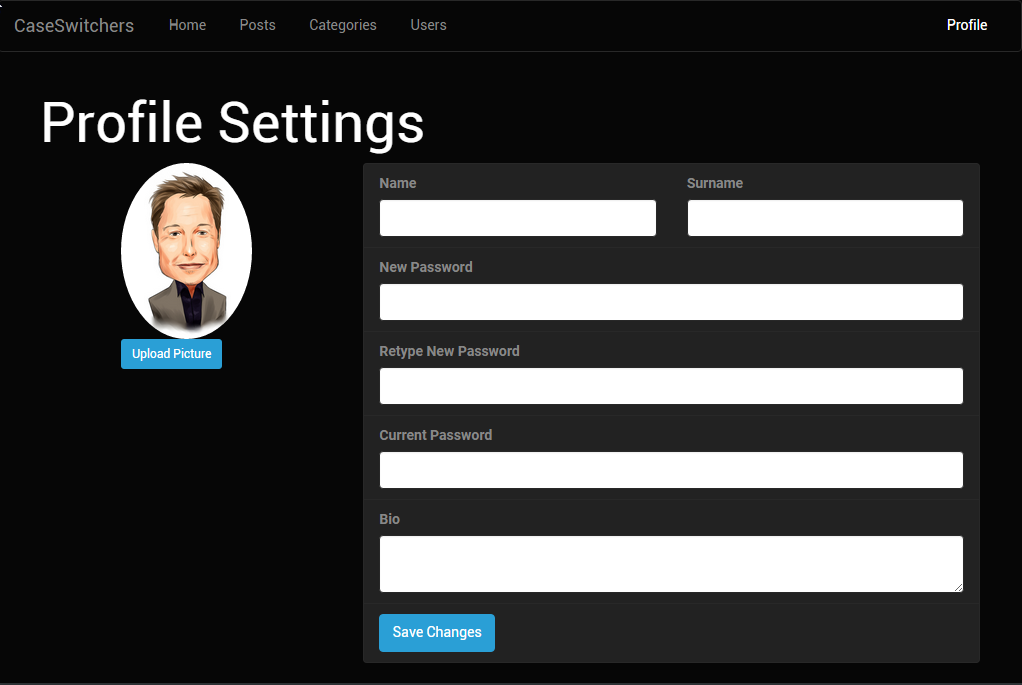 CaseSwitchers Home Posts Categories Users Profile
Profile Settings
Upload Picture
Name Surname
New Password
Retype New Password
Current Password
Bio
Save Changes